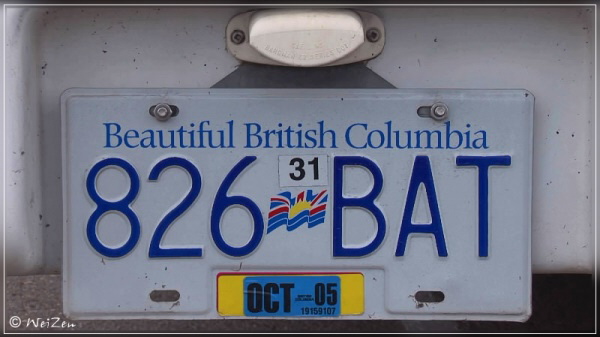 Beautiful British Columbia
31
826 BAT
OCT 05
19159107
© WeiZen